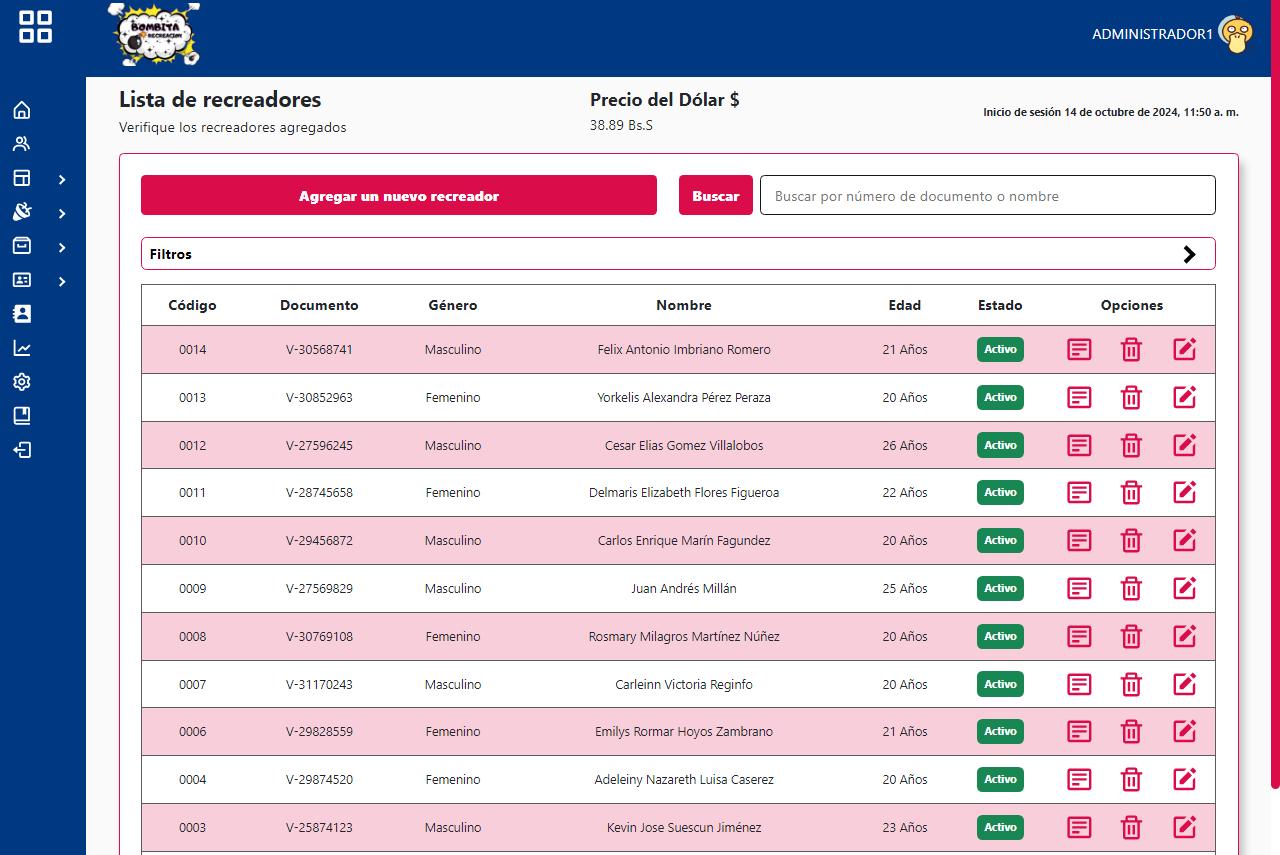 BOMBITA
RECREACION
ADMINISTRADOR1
Lista de recreadores
Verifique los recreadores agregados
Precio del Dólar $
38.89 Bs.S
Inicio de sesión 14 de octubre de 2024, 11:50 a. m.
Agregar un nuevo recreador
Buscar
Buscar por número de documento o nombre
Filtros
Código Documento Género Nombre Edad Estado Opciones
0014 V-30568741 Masculino Felix Antonio Imbriano Romero 21 Años Activo
0013 V-30852963 Femenino Yorkelis Alexandra Pérez Peraza 20 Años Activo
0012 V-27596245 Masculino Cesar Elias Gomez Villalobos 26 Años Activo
0011 V-28745658 Femenino Delmaris Elizabeth Flores Figueroa 22 Años Activo
0010 V-29456872 Masculino Carlos Enrique Marín Fagundez 20 Años Activo
0009 V-27569829 Masculino Juan Andrés Millán 25 Años Activo
0008 V-30769108 Femenino Rosmary Milagros Martínez Núñez 20 Años Activo
0007 V-31170243 Masculino Carleinn Victoria Reginfo 20 Años Activo
0006 V-29828559 Femenino Emilys Rormar Hoyos Zambrano 21 Años Activo
0004 V-29874520 Femenino Adeleiny Nazareth Luisa Caserez 20 Años Activo
0003 V-25874123 Masculino Kevin Jose Suescun Jiménez 23 Años Activo